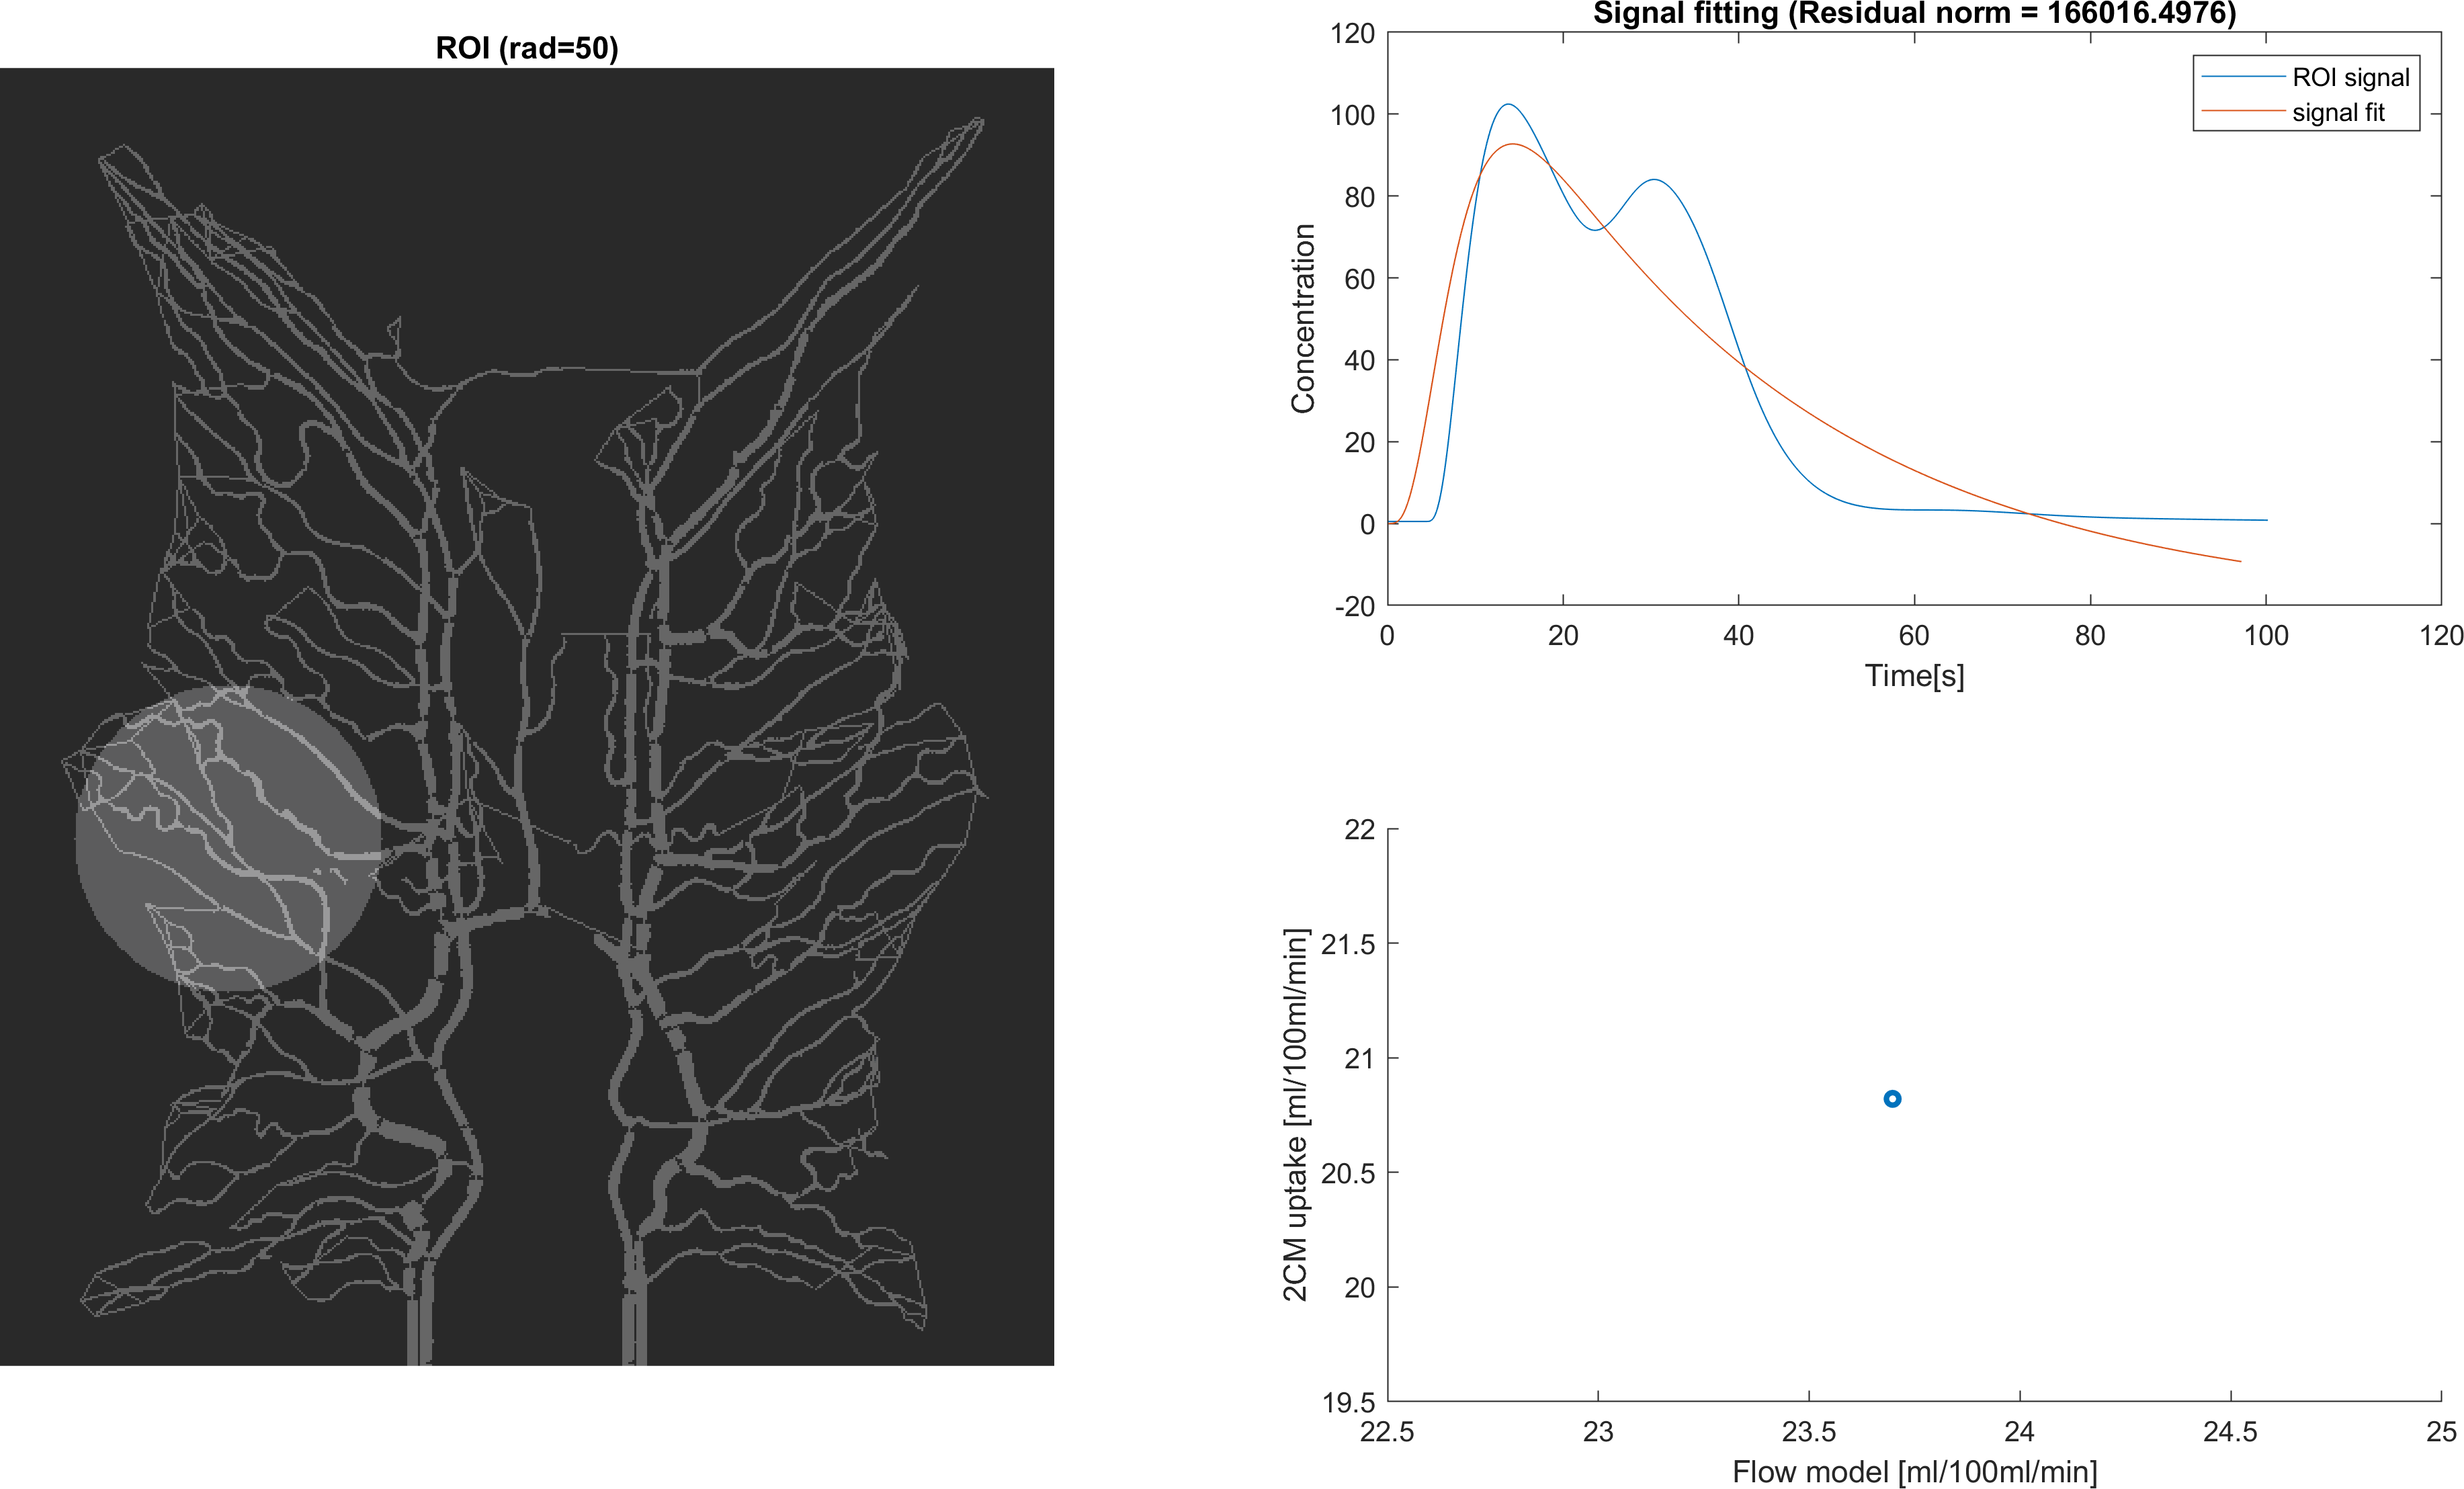 ROI (rad=50)
Signal fitting (Residual norm = 166016.4976)
120
100
80
60
40
20
0
-20
Concentration
ROI signal
signal fit
0 20 40 60 80 100 120
Time[s]
22
21.5
21
20.5
20
19.5
2CM uptake [ml/100ml/min]
22.5 23 23.5 24 24.5 25
Flow model [ml/100ml/min]